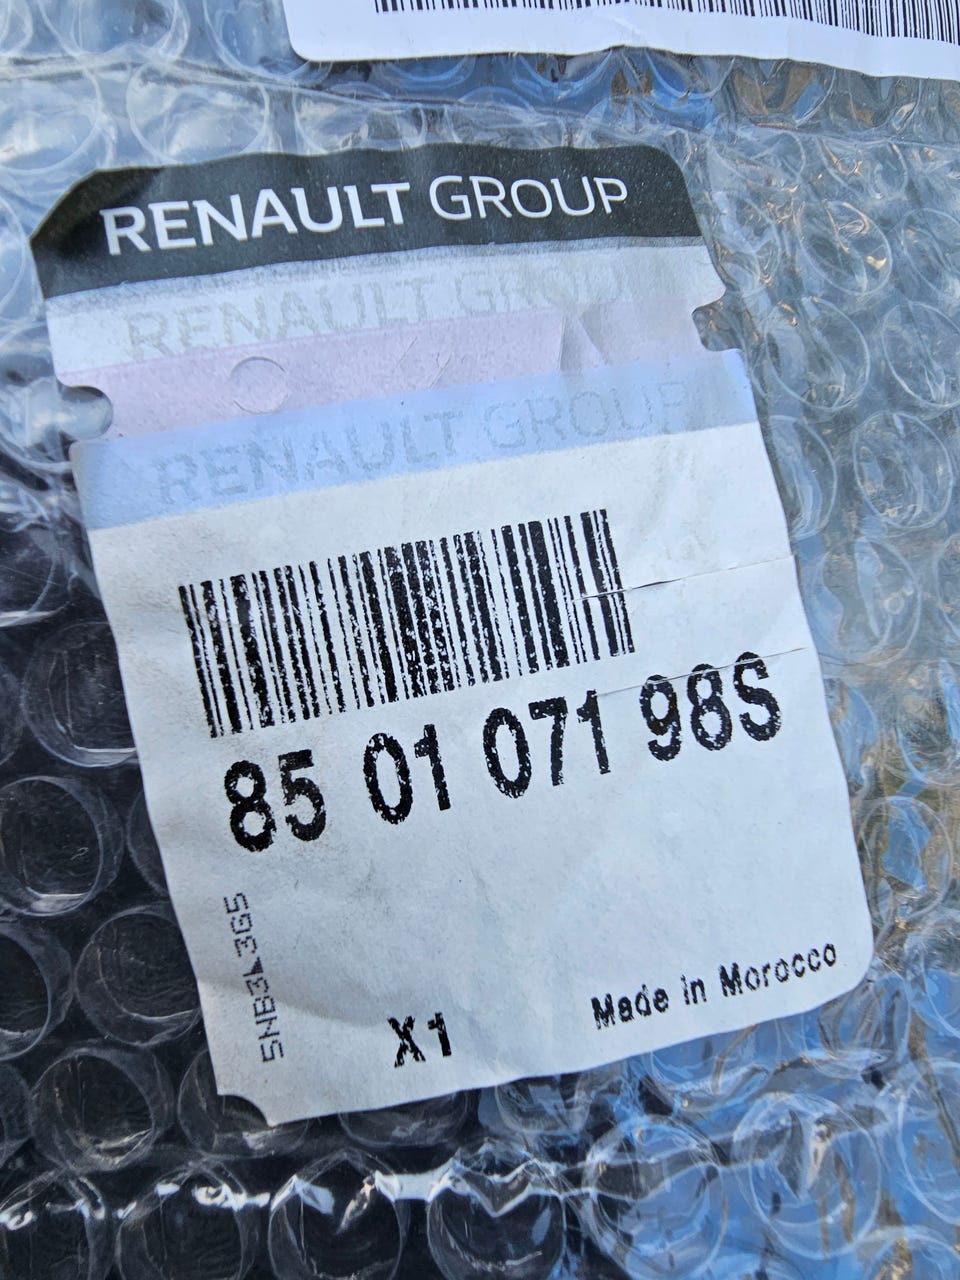 RENAULT GROUP
RENAULT GROUP
RENAULT GROUP
85 01 071 98S
5NB3L3G5
X1
Made in Morocco